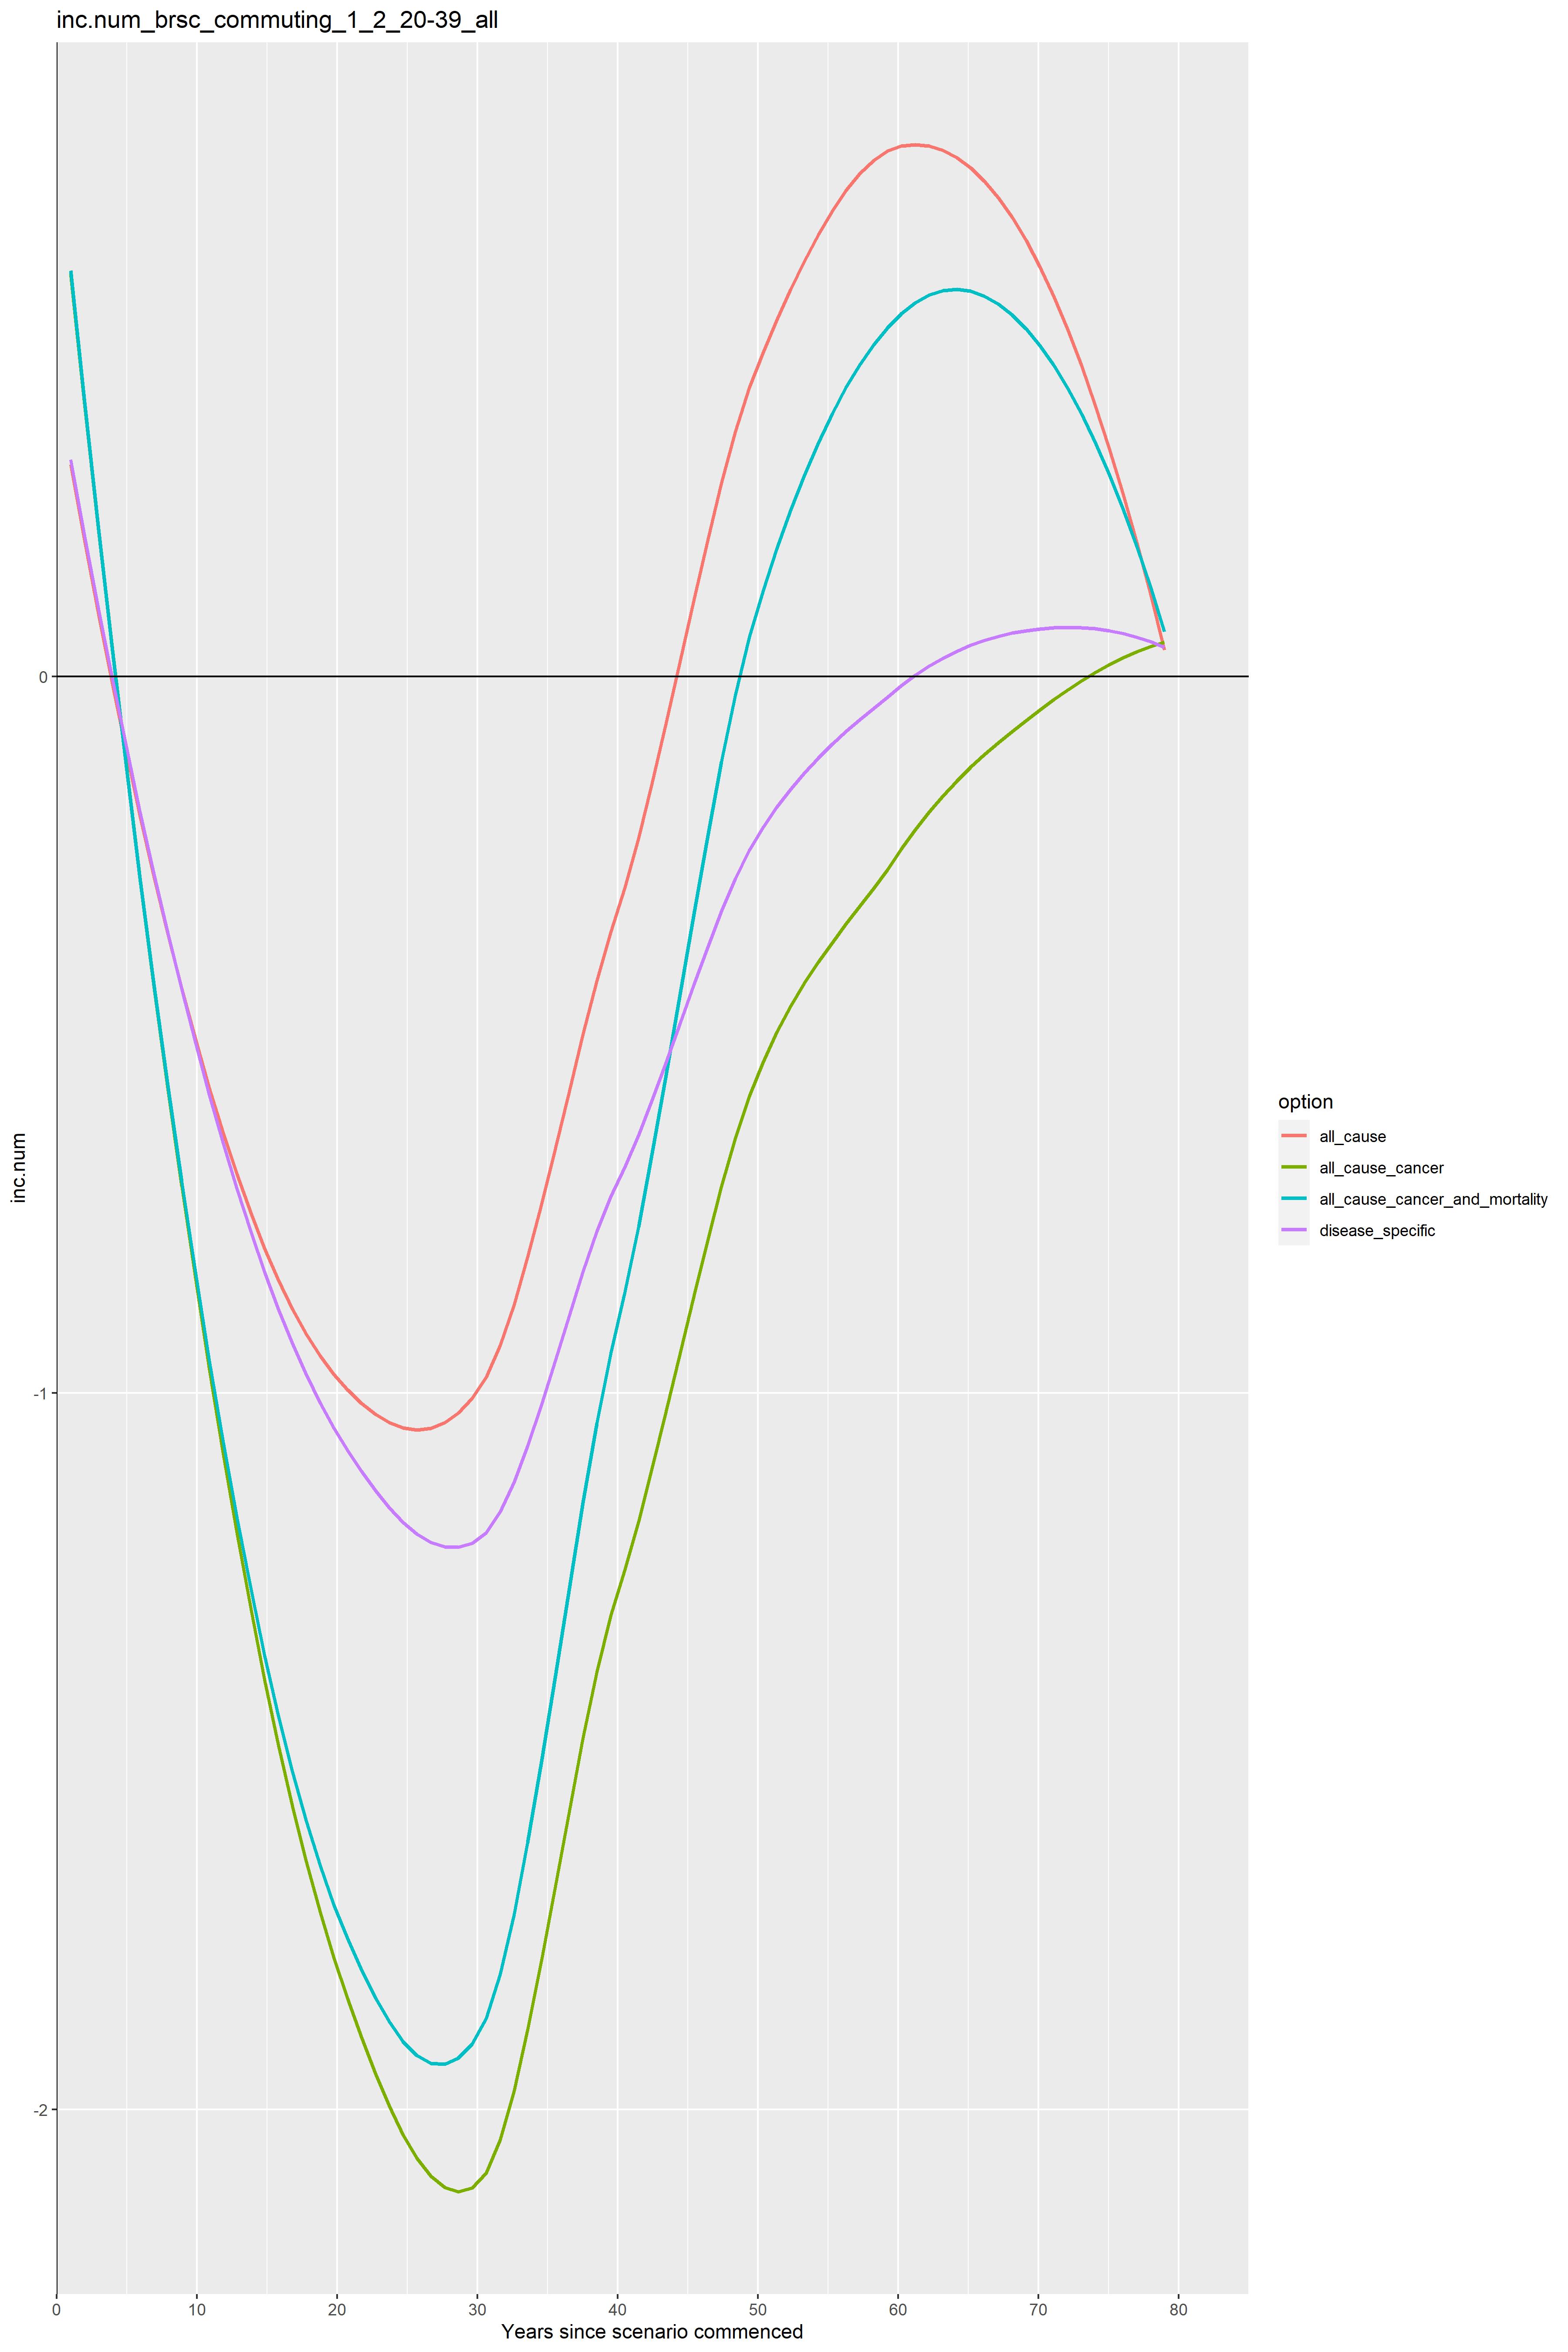 inc.num_brsc_commuting_1_2_20-39_all
0
-1
-2
inc.num
0 10 20 30 40 50 60 70 80
Years since scenario commenced
option
all_cause
all_cause_cancer
all_cause_cancer_and_mortality
disease_specific